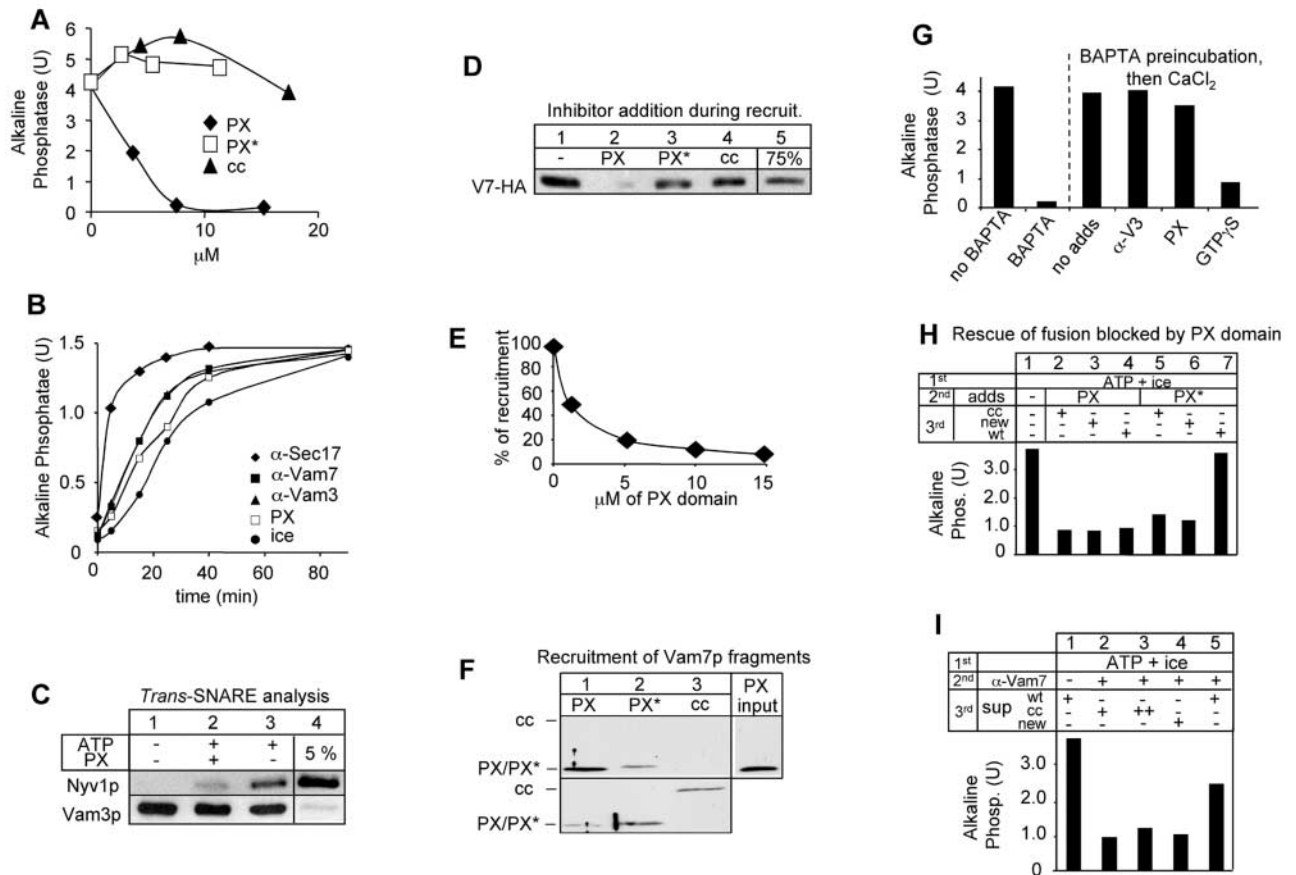 A
Alkaline
Phosphatase (U)
6
5
4
3
2
1
0
0
10
20
μM
PX
PX*
cc
B
Alkaline Phsophatae (U)
1.5
1.0
0.5
0
0
20
40
60
80
time (min)
α-Sec17
α-Vam7
α-Vam3
PX
ice
C
Trans-SNARE analysis
1 2 3 4
ATP - + + 5 %
PX - + -
Nyv1p
Vam3p
D
Inhibitor addition during recruit.
1 2 3 4 5
- PX PX* cc 75%
V7-HA
E
% of recruitment
100
80
60
40
20
0
0
5
10
15
μM of PX domain
F
Recruitment of Vam7p fragments
1 2 3
PX PX* cc
PX
input
cc
PX/PX*
cc
PX/PX*
G
BAPTA preincubation,
then CaCl2
Alkaline
Phosphatase (U)
4
3
2
1
0
no BAPTA
BAPTA
no adds
α-V3
PX
GTPγS
H
Rescue of fusion blocked by PX domain
1 2 3 4 5 6 7
1st ATP + ice
2nd adds - PX PX*
3rd cc - + - - + - -
new - - + - - + -
wt - - - + - - +
Alkaline
Phos. (U)
3.0
2.0
1.0
0
I
1 2 3 4 5
1st ATP + ice
2nd α-Vam7 - + + + +
3rd sup wt + - - - +
cc - + ++ - -
new - - - + -
Alkaline
Phosp. (U)
3.0
2.0
1.0
0